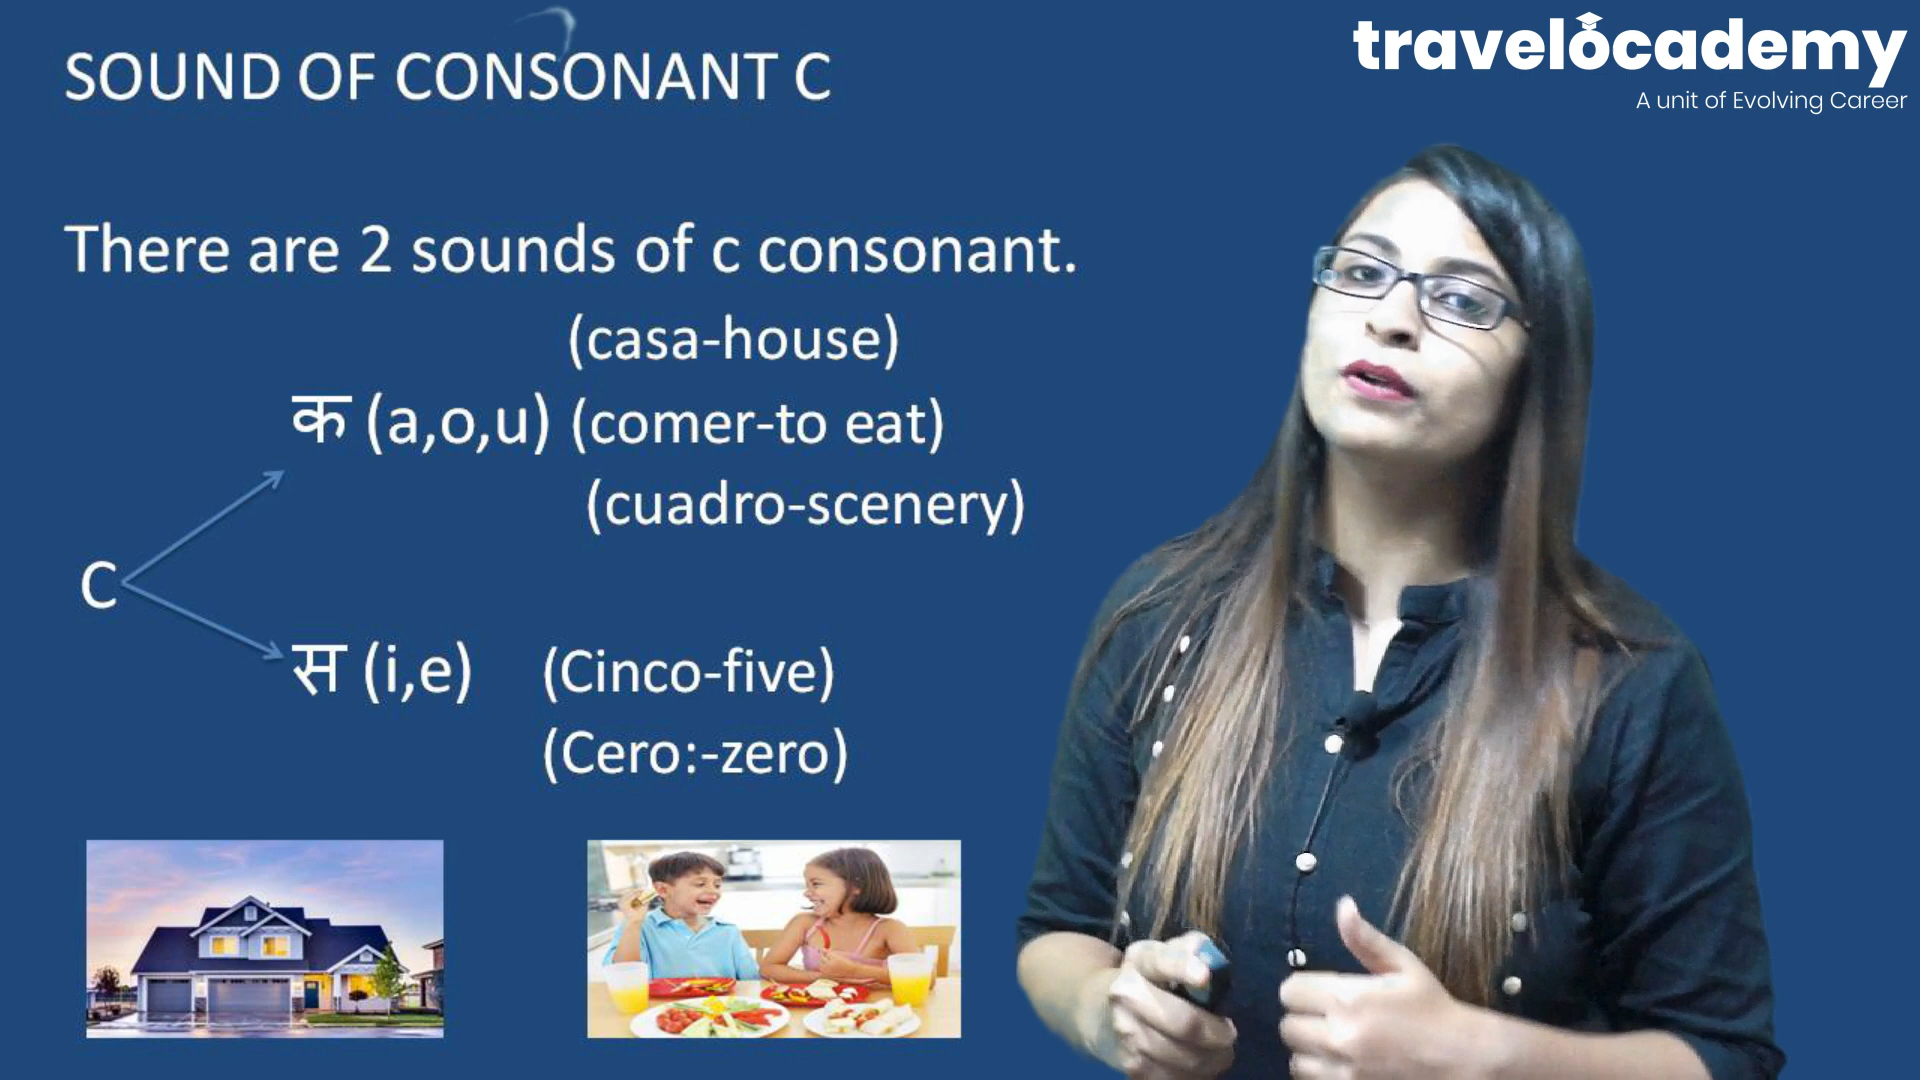 SOUND OF CONSONANT C
travelocademy
A unit of Evolving Career
There are 2 sounds of c consonant.
(casa-house)
क (a,o,u) (comer-to eat)
(cuadro-scenery)
C
स (i,e) (Cinco-five)
(Cero:-zero)